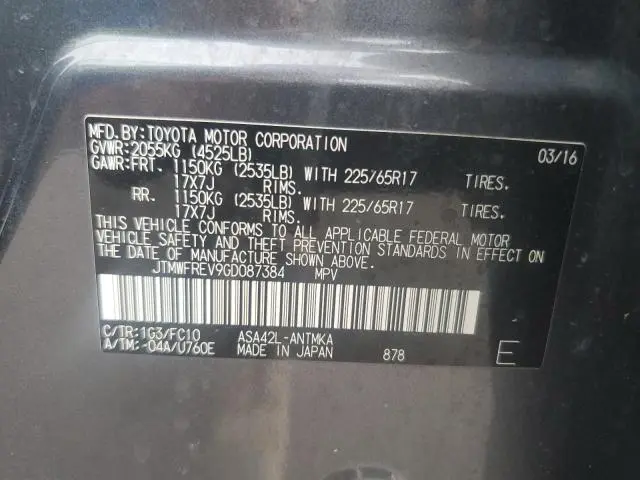 MFD.BY:TOYOTA MOTOR CORPORATION 03/16
GVWR:2055KG (4525LB)
GAWR:FRT. 1150KG (2535LB) WITH 225/65R17 TIRES.
17X7J RIMS.
RR. 1150KG (2535LB) WITH 225/65R17 TIRES.
17X7J RIMS.
THIS VEHICLE CONFORMS TO ALL APPLICABLE FEDERAL MOTOR
VEHICLE SAFETY AND THEFT PREVENTION STANDARDS IN EFFECT ON
THE DATE OF MANUFACTURE SHOWN ABOVE.
JTMWFREV9GD087384 MPV
C/TR:1G3/FC10 ASA42L-ANTMKA
A/TM:-04A/U760E MADE IN JAPAN 878 E